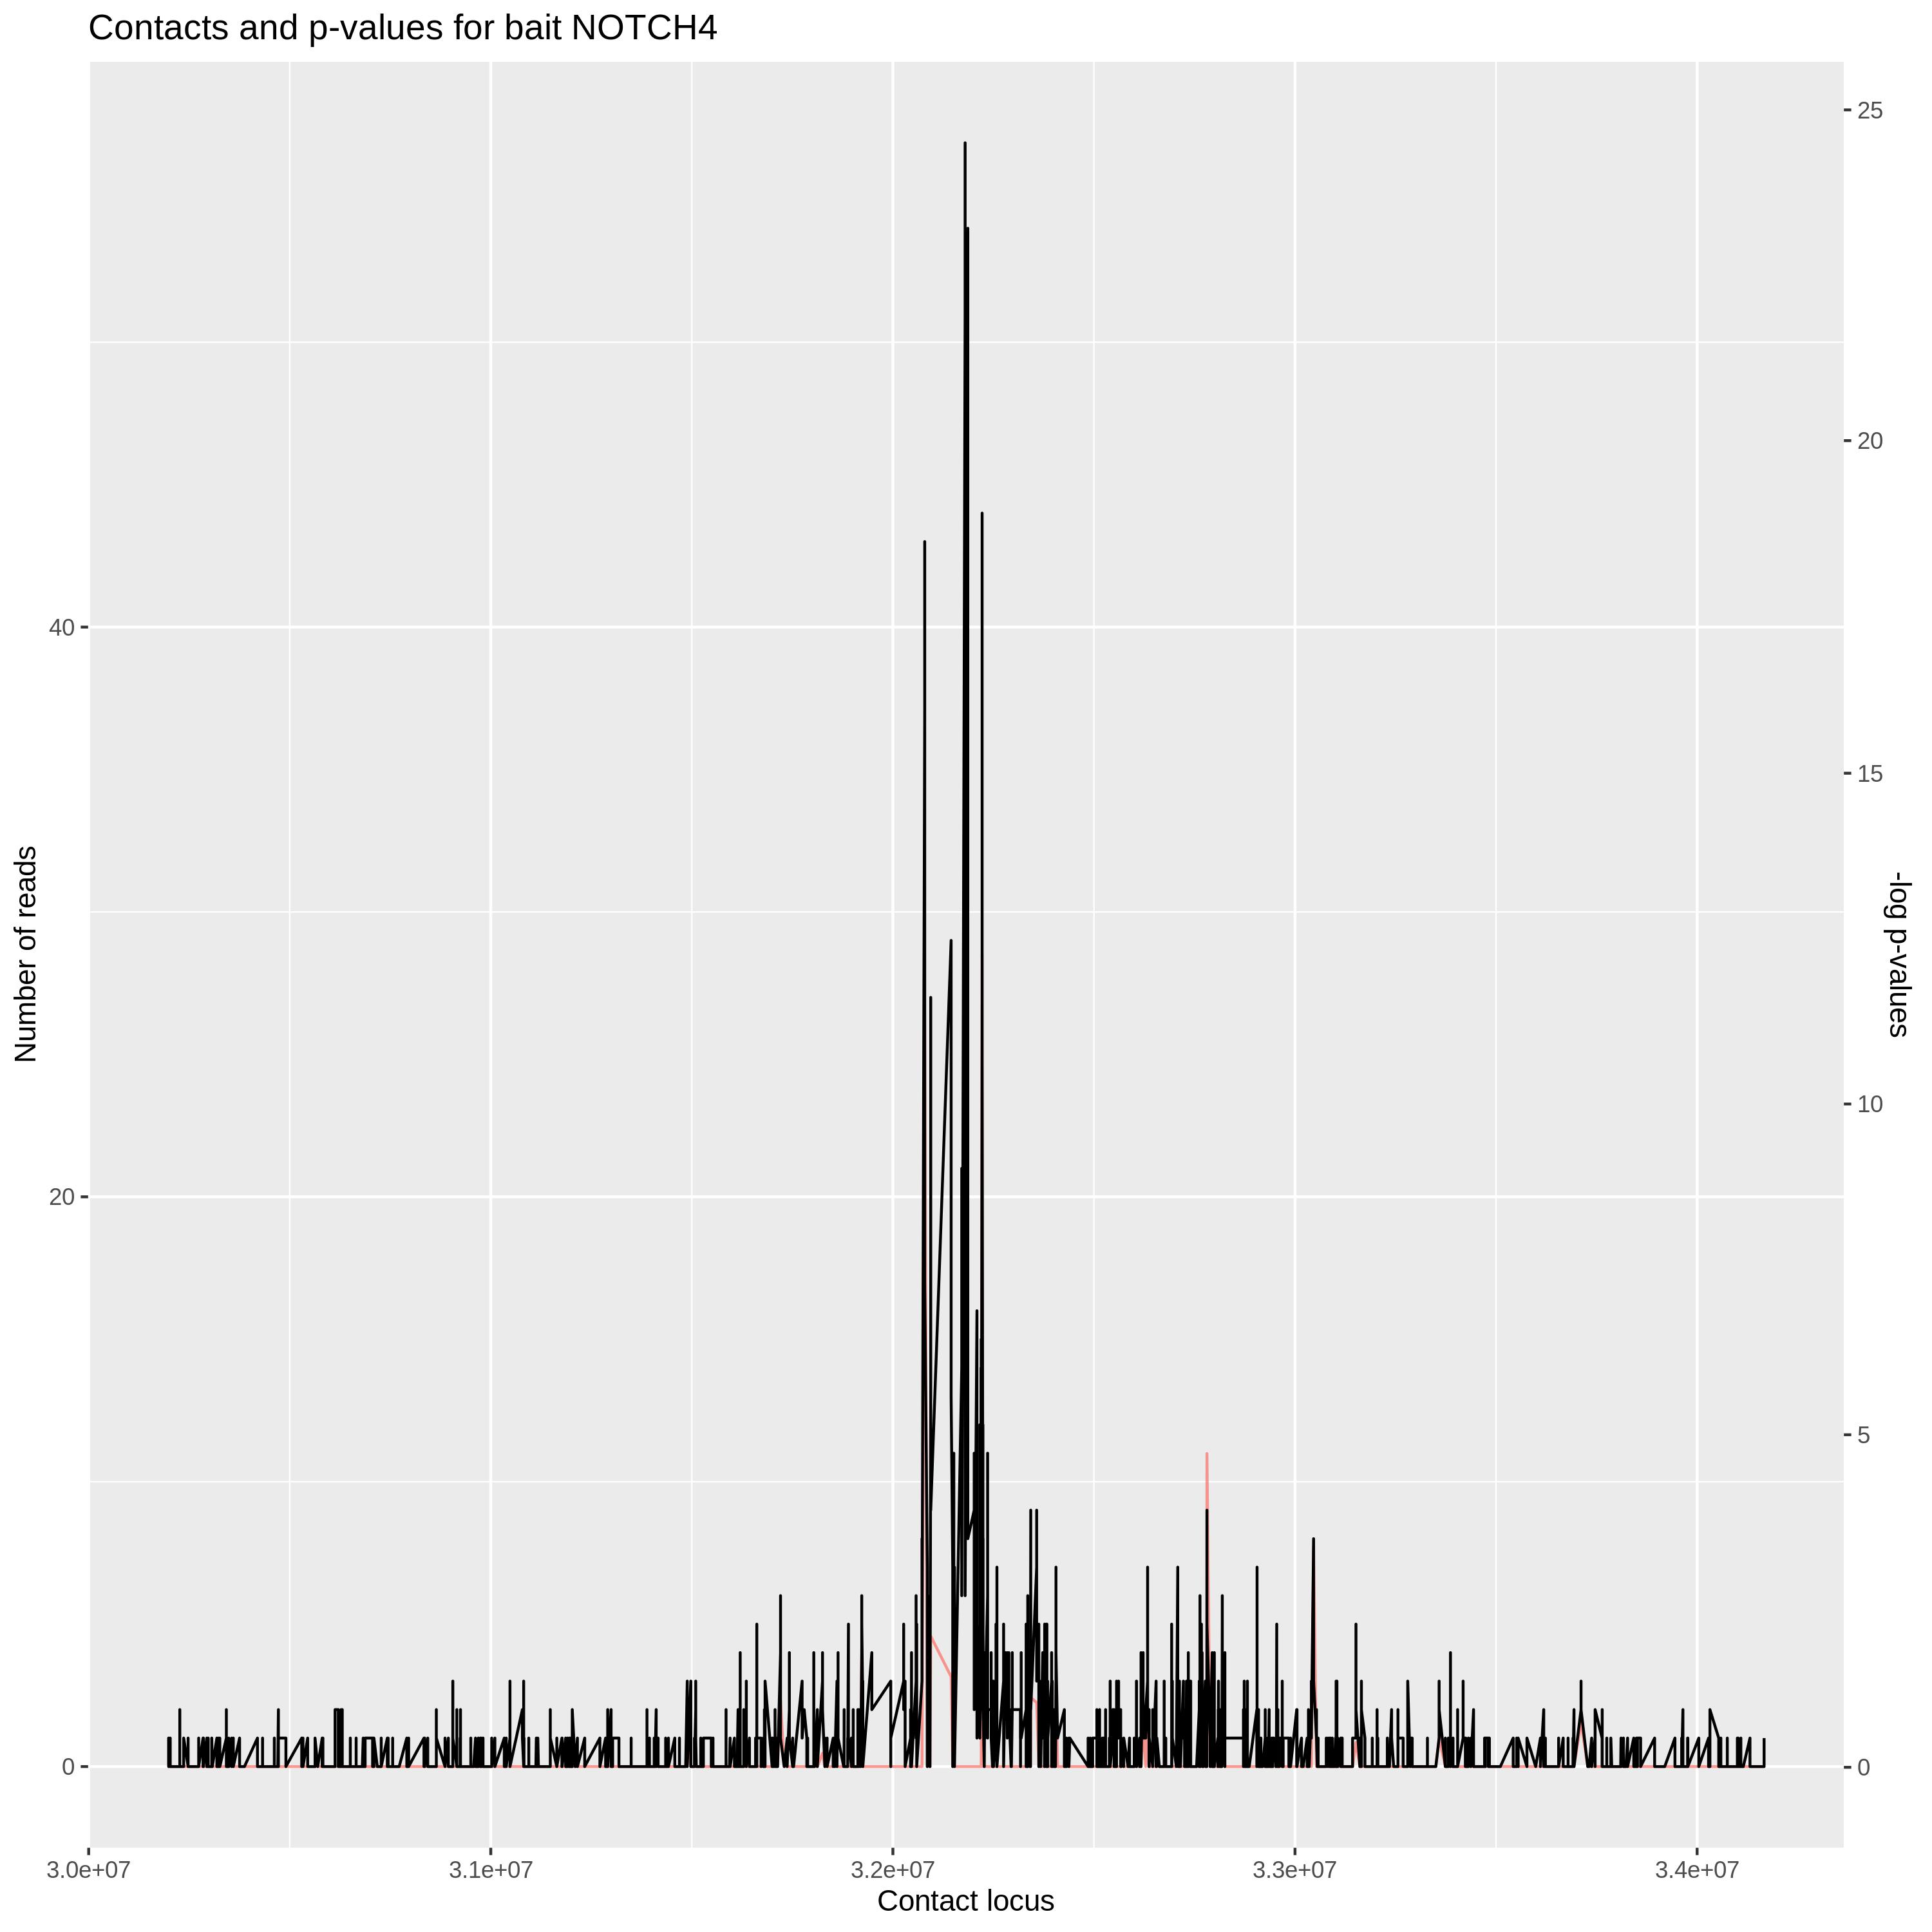 Contacts and p-values for bait NOTCH4
Number of reads
40
20
0
25
20
15
10
5
0
-log p-values
3.0e+07
3.1e+07
3.2e+07
3.3e+07
3.4e+07
Contact locus